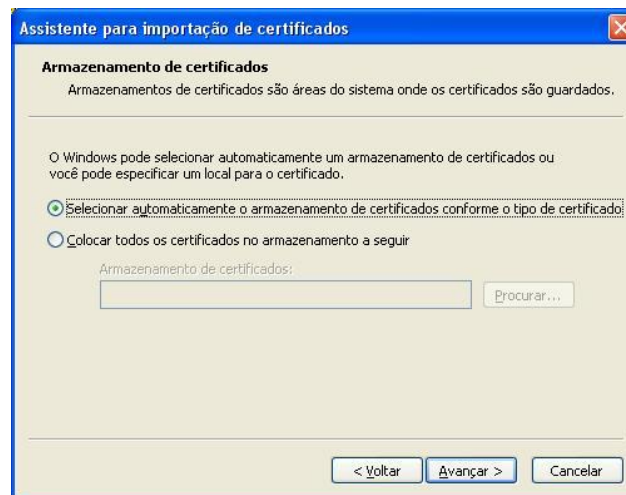 Assistente para importação de certificados
Armazenamento de certificados
Armazenamentos de certificados são áreas do sistema onde os certificados são guardados.
O Windows pode selecionar automaticamente um armazenamento de certificados ou
você pode especificar um local para o certificado.
Selecionar automaticamente o armazenamento de certificados conforme o tipo de certificado
Colocar todos os certificados no armazenamento a seguir
Armazenamento de certificados:
Procurar...
< Voltar Avançar > Cancelar